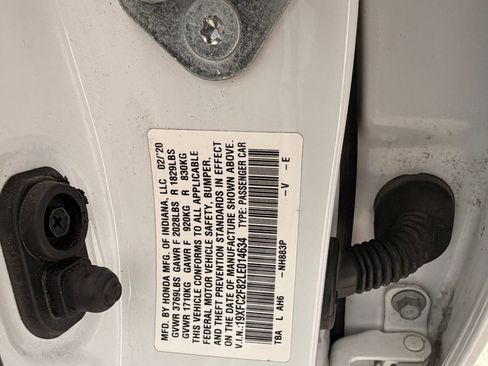 MFD. BY HONDA MFG. OF INDIANA, LLC 02/'20
GVWR 3769LBS GAWR F 2028LBS R 1829LBS
GVWR 1710KG GAWR F 920KG R 830KG
THIS VEHICLE CONFORMS TO ALL APPLICABLE
FEDERAL MOTOR VEHICLE SAFETY, BUMPER,
AND THEFT PREVENTION STANDARDS IN EFFECT
ON THE DATE OF MANUFACTURE SHOWN ABOVE.
V.I.N.:19XFC2F82LE014634 TYPE: PASSENGER CAR
TBA L AH6 -NH883P -V -E